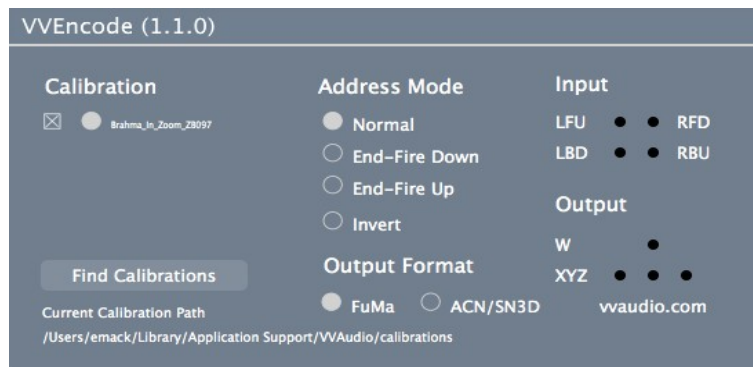 VVEncode (1.1.0)
Calibration
Brahma_In_Zoom_ZB097
Find Calibrations
Current Calibration Path
/Users/emack/Library/Application Support/VVAudio/calibrations
Address Mode
Normal
End-Fire Down
End-Fire Up
Invert
Output Format
FuMa ACN/SN3D
Input
LFU RFD
LBD RBU
Output
W
XYZ
vvaudio.com